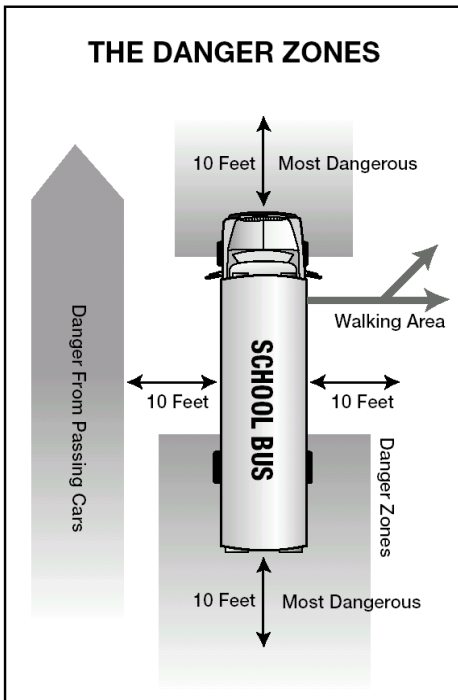 THE DANGER ZONES
10 Feet
Most Dangerous
Walking Area
Danger From Passing Cars
SCHOOL BUS
10 Feet
10 Feet
Danger Zones
10 Feet
Most Dangerous